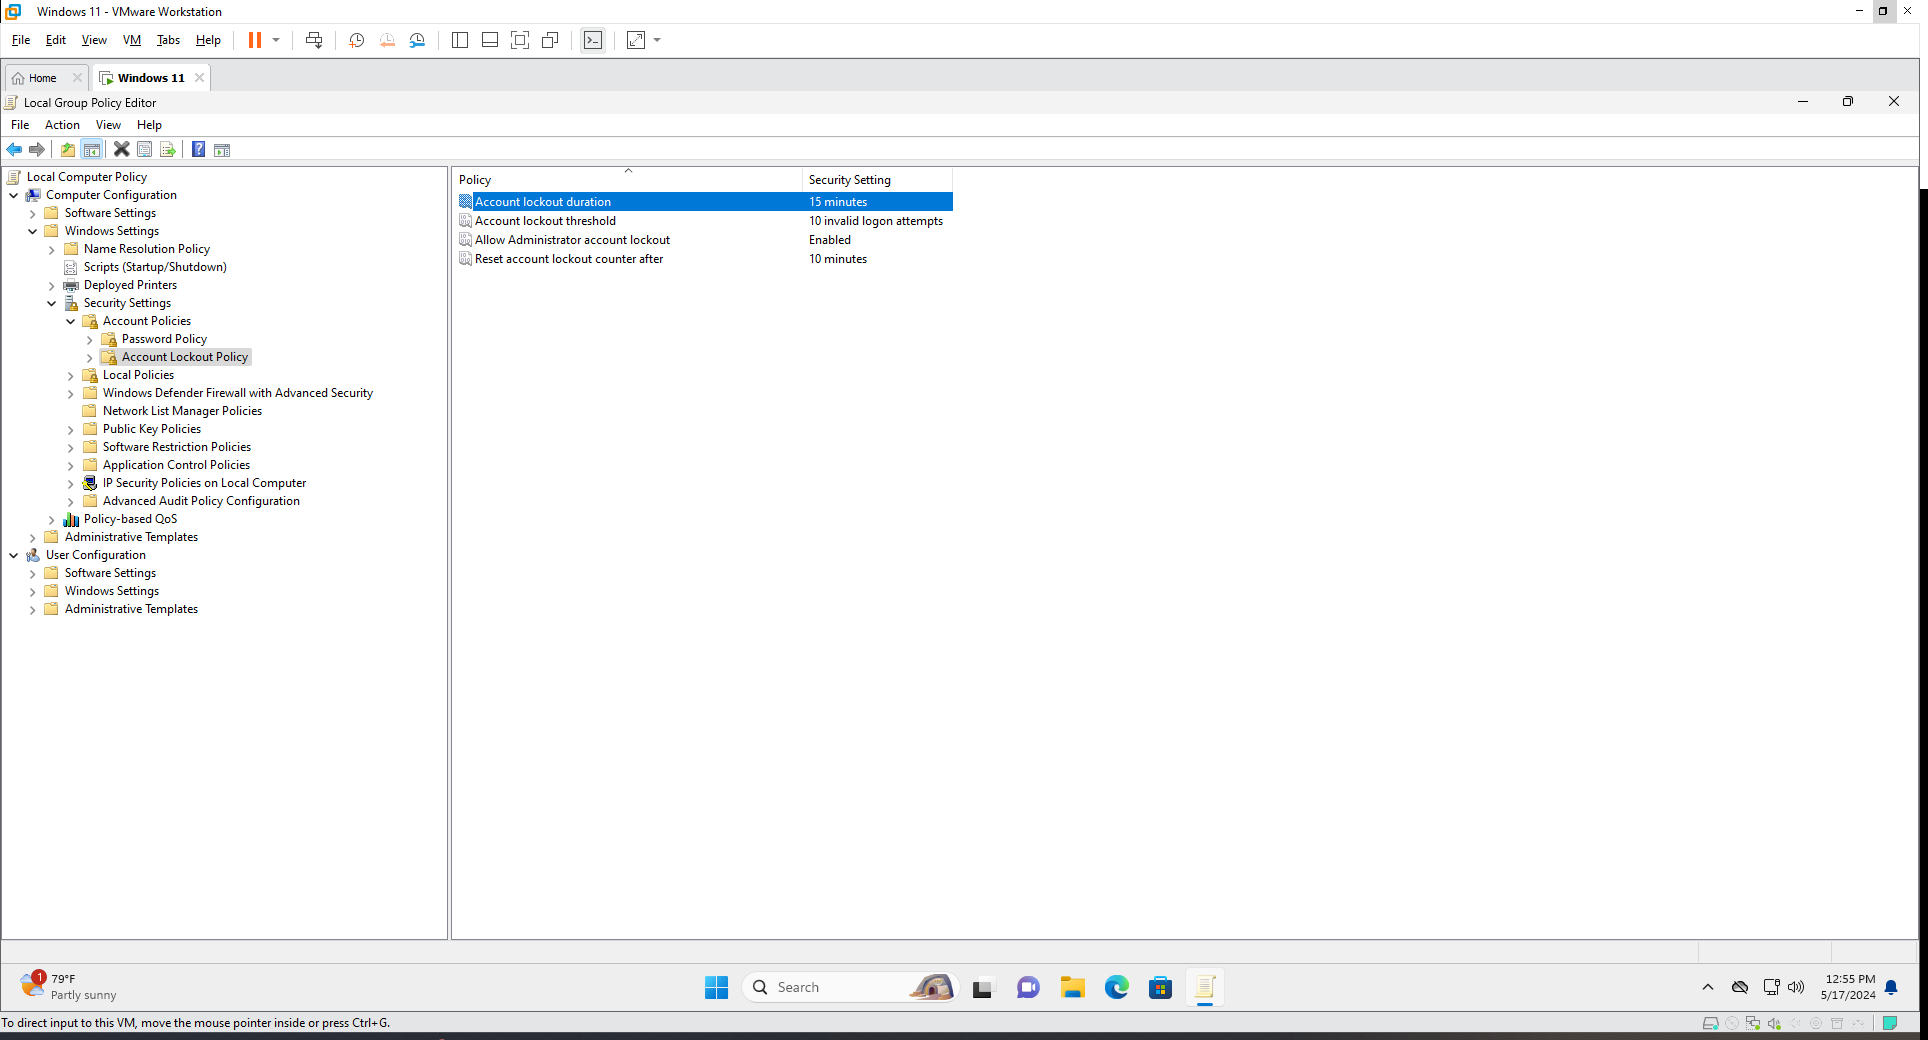 Windows 11 - VMware Workstation
File Edit View VM Tabs Help
Home Windows 11
Local Group Policy Editor
File Action View Help
Local Computer Policy
Computer Configuration
Software Settings
Windows Settings
Name Resolution Policy
Scripts (Startup/Shutdown)
Deployed Printers
Security Settings
Account Policies
Password Policy
Account Lockout Policy
Local Policies
Windows Defender Firewall with Advanced Security
Network List Manager Policies
Public Key Policies
Software Restriction Policies
Application Control Policies
IP Security Policies on Local Computer
Advanced Audit Policy Configuration
Policy-based QoS
Administrative Templates
User Configuration
Software Settings
Windows Settings
Administrative Templates
Policy Security Setting
Account lockout duration 15 minutes
Account lockout threshold 10 invalid logon attempts
Allow Administrator account lockout Enabled
Reset account lockout counter after 10 minutes
1
79°F
Partly sunny
Search
12:55 PM
5/17/2024
To direct input to this VM, move the mouse pointer inside or press Ctrl+G.